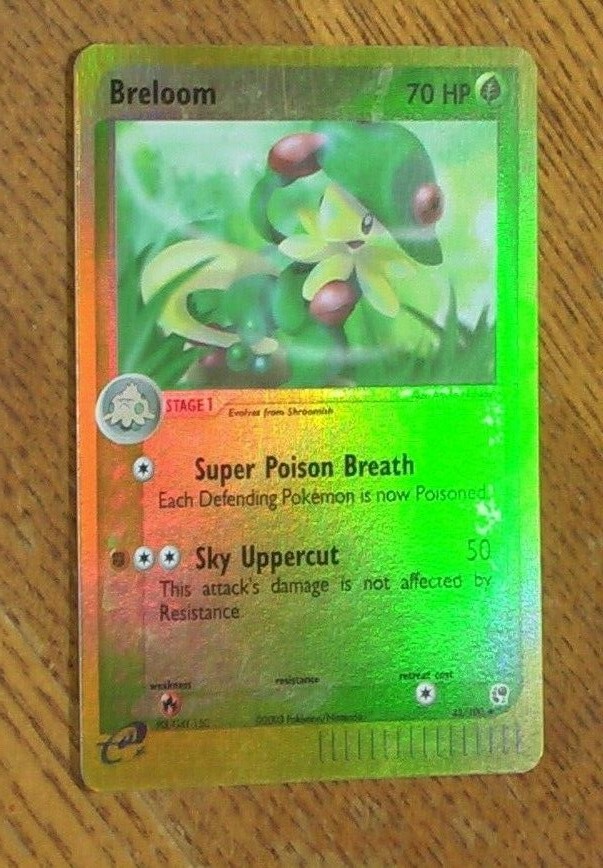 Breloom 70 HP
STAGE 1 Evolves from Shroomish
Super Poison Breath
Each Defending Pokémon is now Poisoned.
Sky Uppercut 50
This attack's damage is not affected by
Resistance
weakness resistance retreat cost
©2003 Pokémon/Nintendo
e